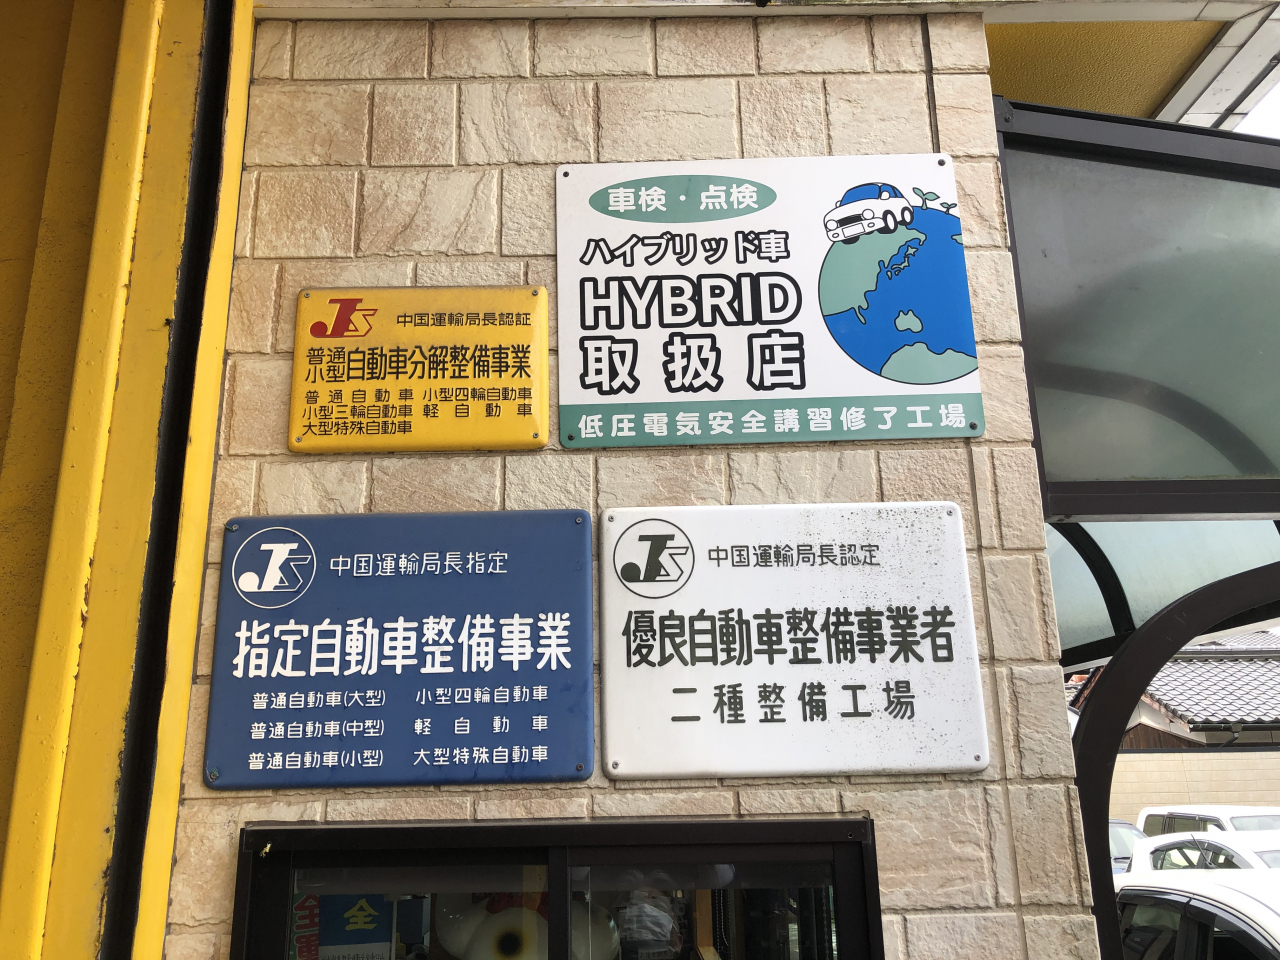 車検・点検
ハイブリッド車
HYBRID
取扱店
低圧電気安全講習修了工場
JS 中国運輸局長認証
普通小型自動車分解整備事業
普通自動車 小型四輪自動車
小型三輪自動車 軽自動車
大型特殊自動車
JS 中国運輸局長指定
指定自動車整備事業
普通自動車(大型) 小型四輪自動車
普通自動車(中型) 軽自動車
普通自動車(小型) 大型特殊自動車
JS 中国運輸局長認定
優良自動車整備事業者
二種整備工場
全